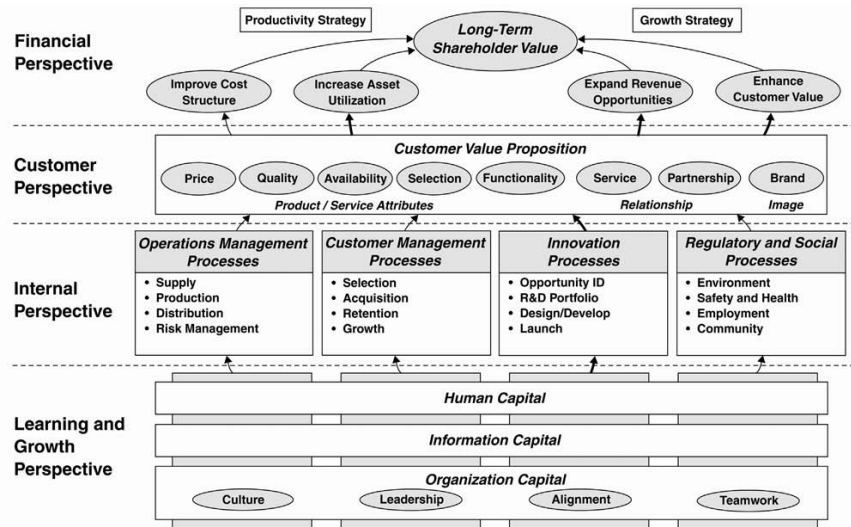 Productivity Strategy
Growth Strategy
Financial
Perspective
Long-Term
Shareholder Value
Improve Cost
Structure
Increase Asset
Utilization
Expand Revenue
Opportunities
Enhance
Customer Value
Customer
Perspective
Customer Value Proposition
Price
Quality
Availability
Selection
Functionality
Service
Partnership
Brand
Product / Service Attributes
Relationship
Image
Internal
Perspective
Operations Management
Processes
• Supply
• Production
• Distribution
• Risk Management
Customer Management
Processes
• Selection
• Acquisition
• Retention
• Growth
Innovation
Processes
• Opportunity ID
• R&D Portfolio
• Design/Develop
• Launch
Regulatory and Social
Processes
• Environment
• Safety and Health
• Employment
• Community
Learning and
Growth
Perspective
Human Capital
Information Capital
Organization Capital
Culture
Leadership
Alignment
Teamwork